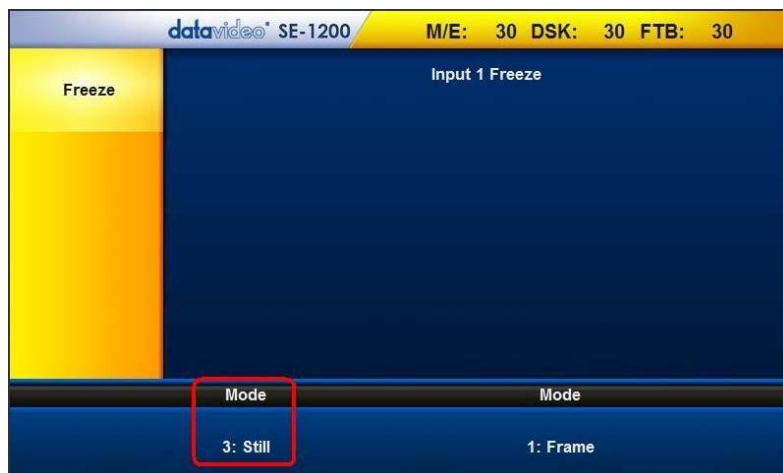 datavideo SE-1200 M/E: 30 DSK: 30 FTB: 30
Freeze
Input 1 Freeze
Mode Mode
3: Still 1: Frame